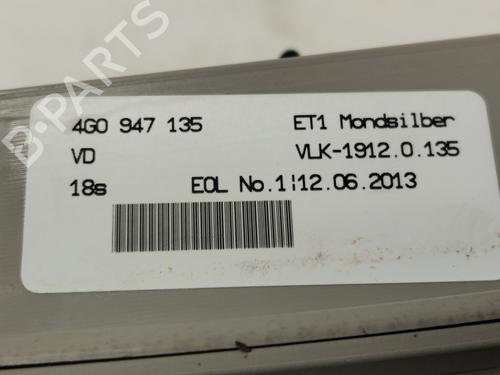 B-PARTS
4G0 947 135 ET1 Mondsilber
VD VLK-1912.0.135
18s EOL No.1|12.06.2013